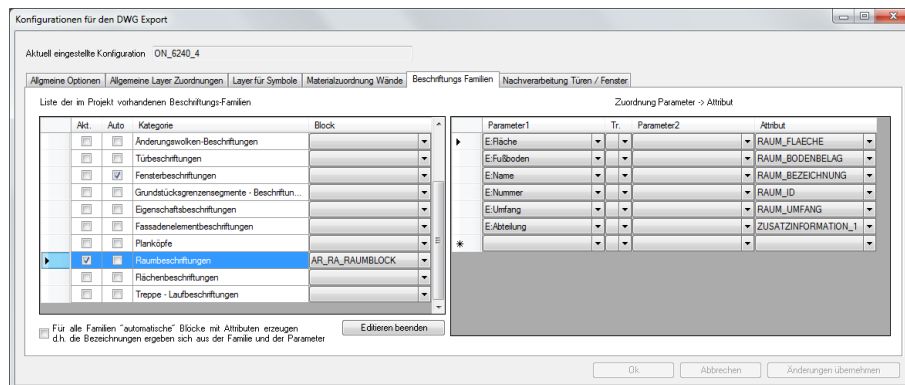 Konfigurationen für den DWG Export
Aktuell eingestellte Konfiguration ON_6240_4
Allgmeine Optionen Allgemeine Layer Zuordnungen Layer für Symbole Materialzuordnung Wände Beschriftungs Familien Nachverarbeitung Türen / Fenster
Liste der im Projekt vorhandenen Beschriftungs-Familien
Zuordnung Parameter -> Attribut
Akt. Auto Kategorie Block
Änderungswolken-Beschriftungen
Türbeschriftungen
Fensterbeschriftungen
Grundstücksgrenzensegmente - Beschriftun...
Eigenschaftsbeschriftungen
Fassadenelementbeschriftungen
Planköpfe
Raumbeschriftungen AR_RA_RAUMBLOCK
Flächenbeschriftungen
Treppe - Laufbeschriftungen
Parameter1 Tr. Parameter2 Attribut
E:Fläche RAUM_FLAECHE
E:Fußboden RAUM_BODENBELAG
E:Name RAUM_BEZEICHNUNG
E:Nummer RAUM_ID
E:Umfang RAUM_UMFANG
E:Abteilung ZUSATZINFORMATION_1
Für alle Familien "automatische" Blöcke mit Attributen erzeugen
d.h. die Bezeichnungen ergeben sich aus der Familie und der Parameter
Editieren beenden
Ok Abbrechen Änderungen übernehmen